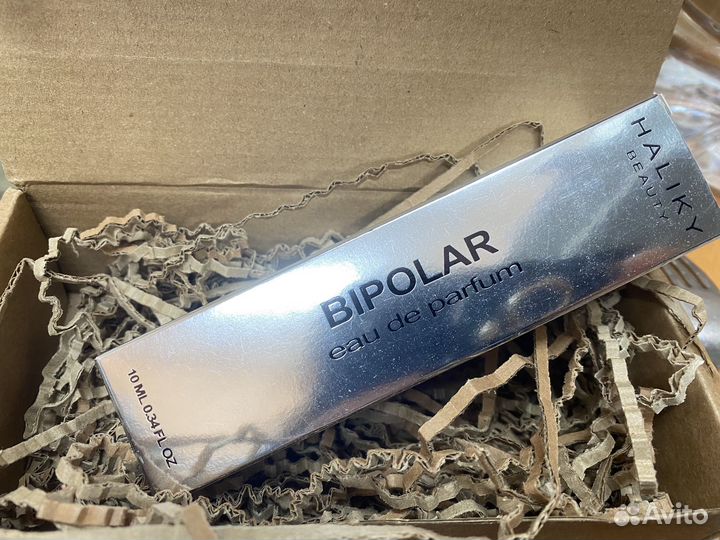 HALIKY
BEAUTY
BIPOLAR
eau de parfum
10 ML 0.34 FL OZ
Avito